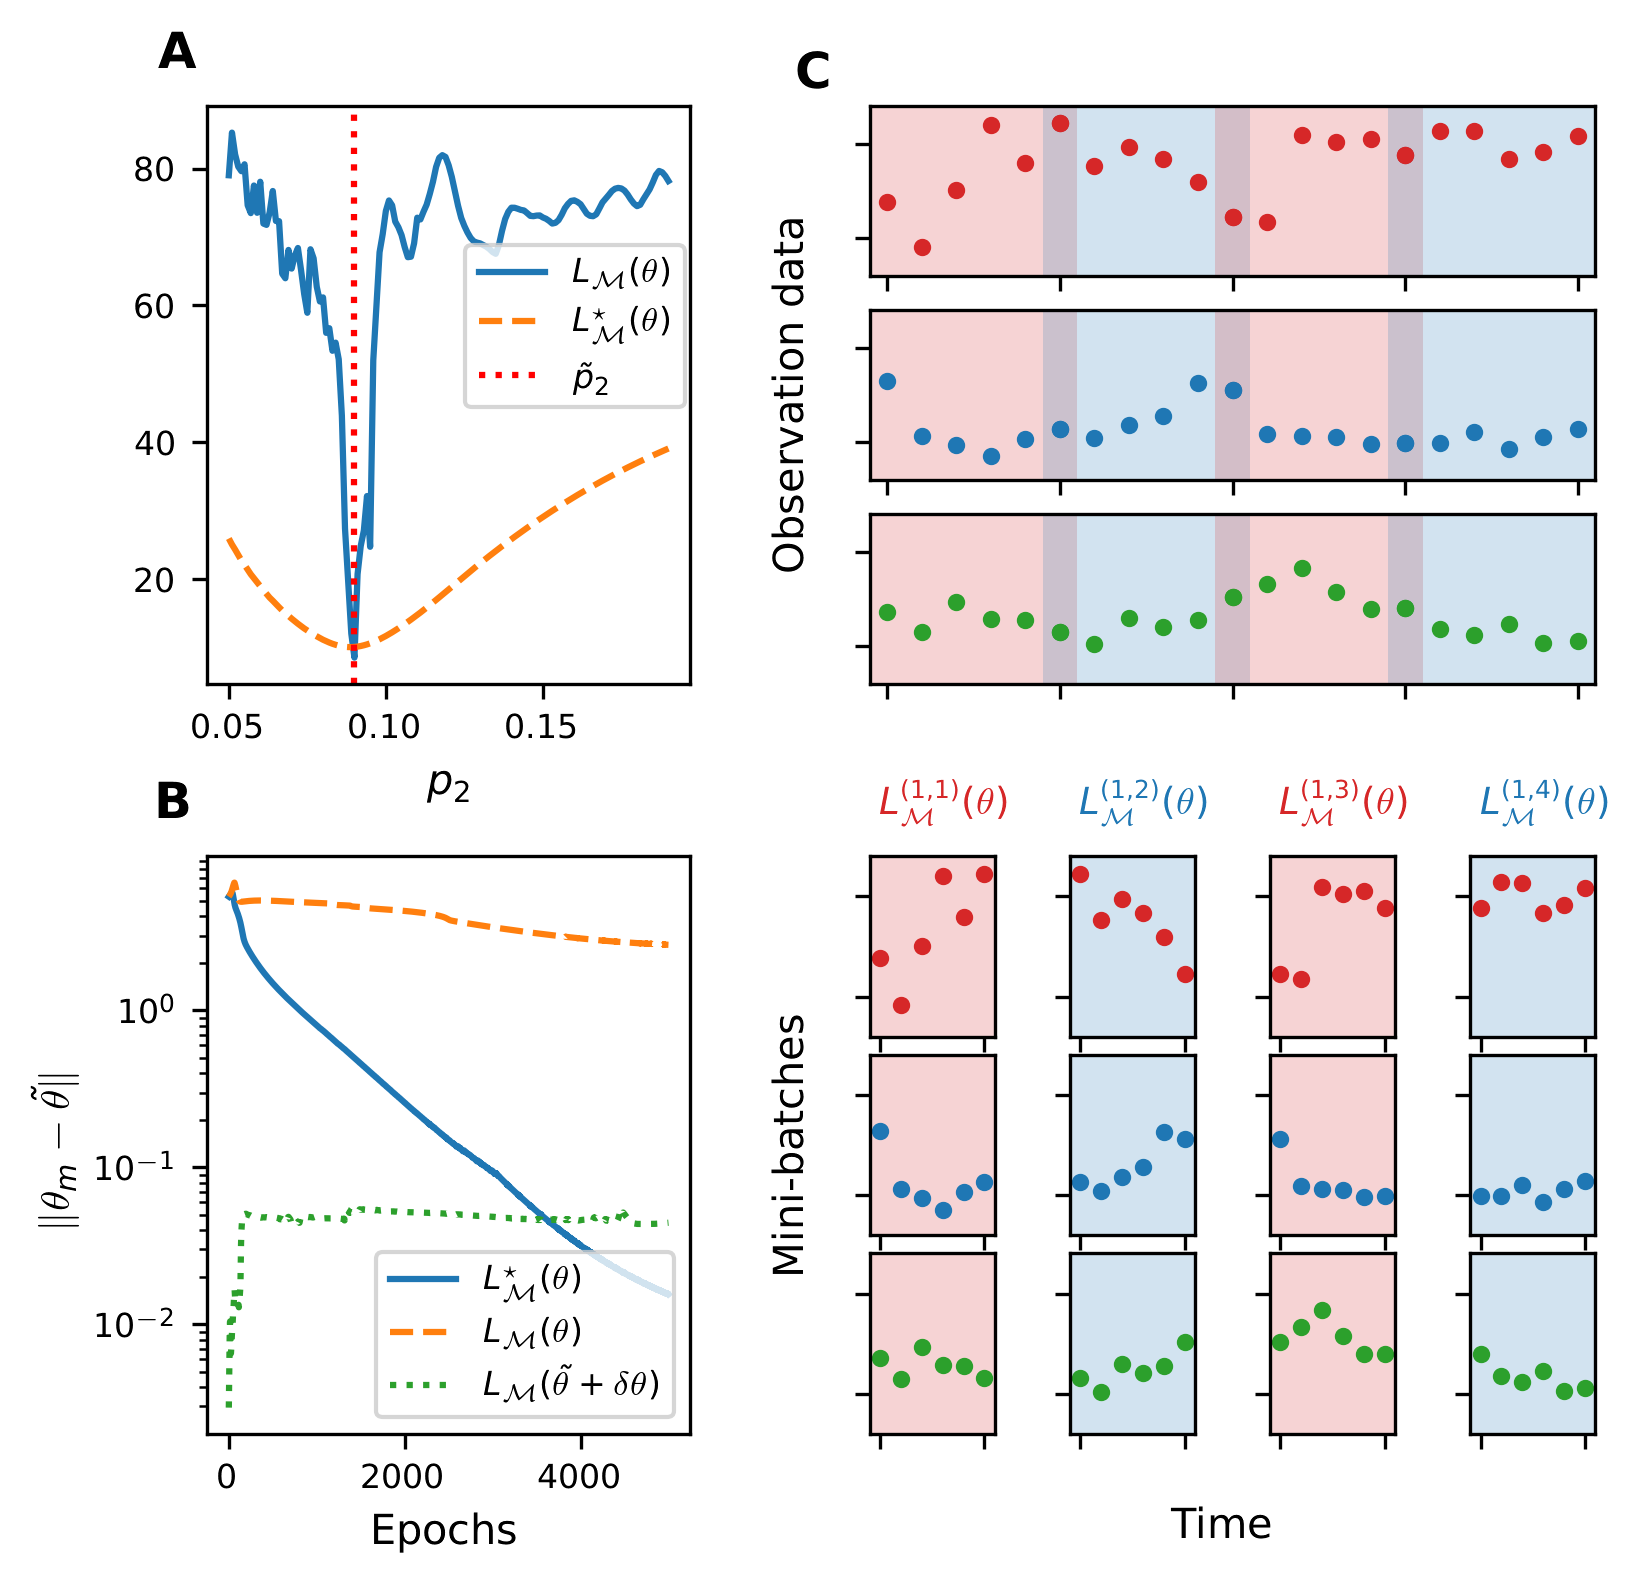 A
80
60
40
20
L_ℳ(θ)
L*_ℳ(θ)
p̃₂
0.05 0.10 0.15
p₂
B
10⁰
10⁻¹
10⁻²
||θₘ − θ̃||
L*_ℳ(θ)
L_ℳ(θ)
L_ℳ(θ̃ + δθ)
0 2000 4000
Epochs
C
Observation data
L_ℳ^(1,1)(θ) L_ℳ^(1,2)(θ) L_ℳ^(1,3)(θ) L_ℳ^(1,4)(θ)
Mini-batches
Time